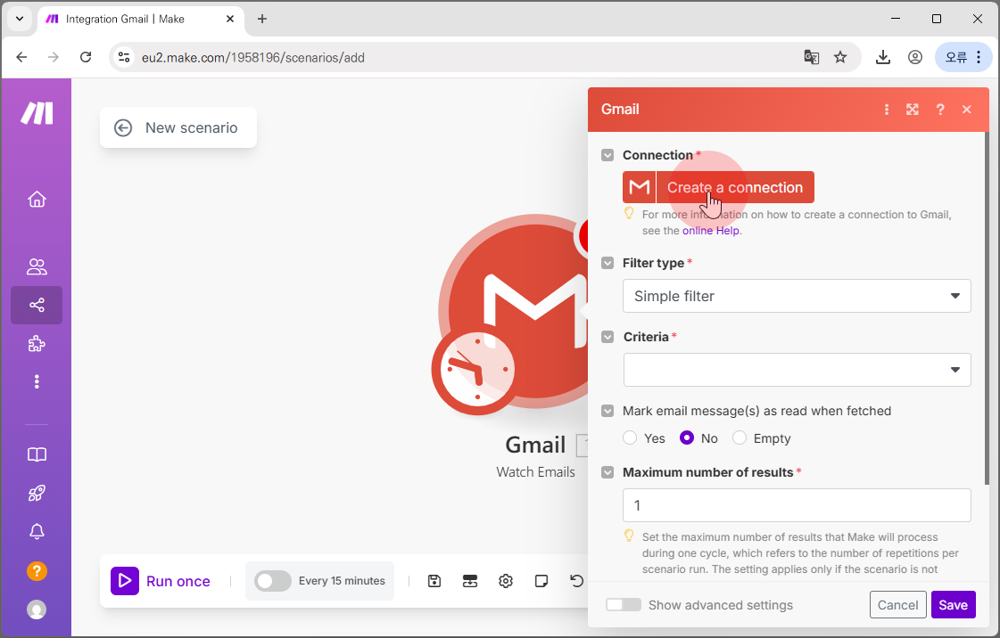 Integration Gmail | Make
eu2.make.com/1958196/scenarios/add
오류
New scenario
Gmail
Connection *
Create a connection
For more information on how to create a connection to Gmail,
see the online Help.
Filter type *
Simple filter
Criteria *
Mark email message(s) as read when fetched
Yes
No
Empty
Maximum number of results *
1
Set the maximum number of results that Make will process
during one cycle, which refers to the number of repetitions per
scenario run. The setting applies only if the scenario is not
Show advanced settings
Cancel
Save
Gmail
Watch Emails
Run once
Every 15 minutes